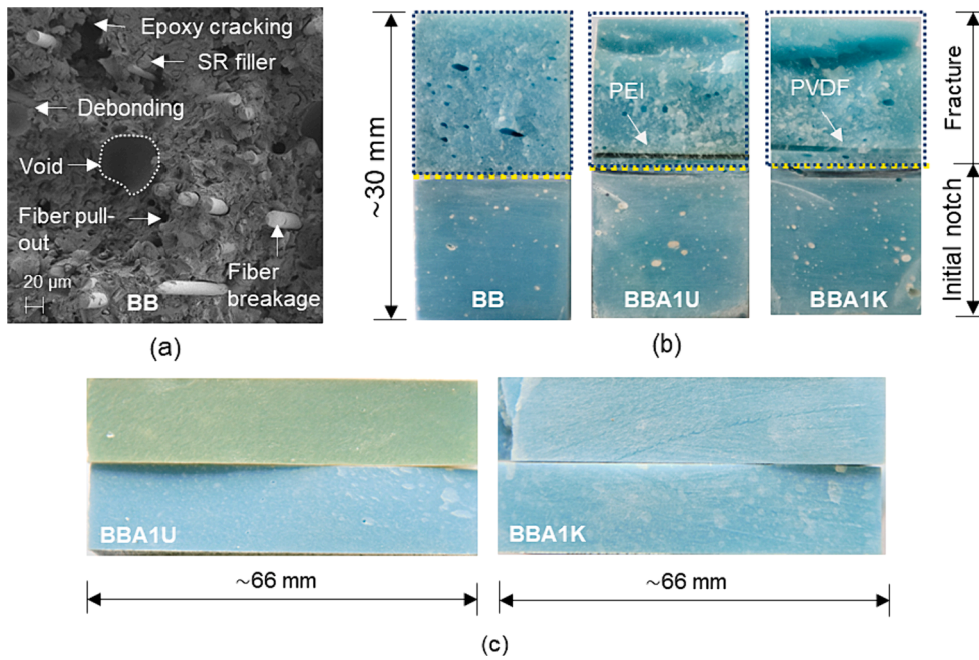 Epoxy cracking
SR filler
Debonding
Void
Fiber pull-
out
Fiber
breakage
20 µm
BB
(a)
~30 mm
PEI
PVDF
BB
BBA1U
BBA1K
Fracture
Initial notch
(b)
BBA1U
BBA1K
~66 mm
~66 mm
(c)